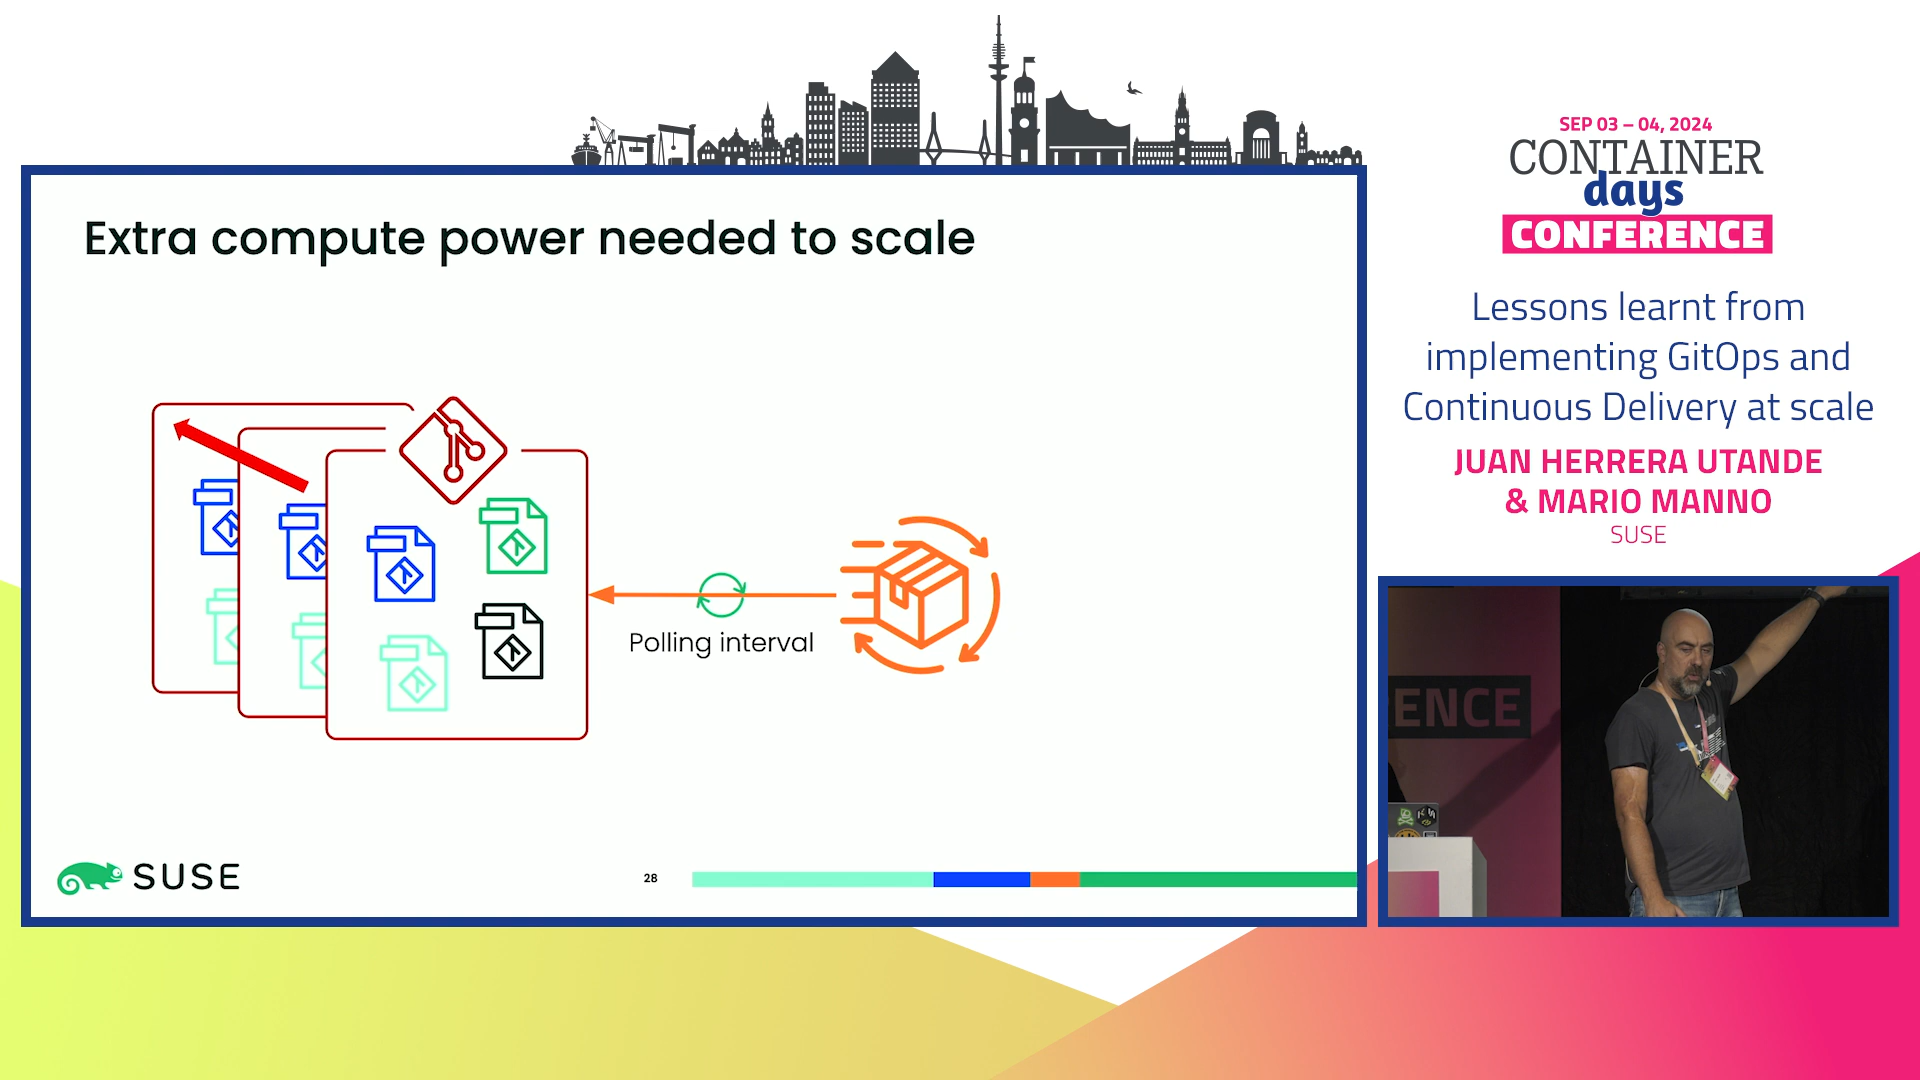 SEP 03 – 04, 2024
CONTAINER
days
CONFERENCE
Extra compute power needed to scale
Polling interval
SUSE
28
Lessons learnt from
implementing GitOps and
Continuous Delivery at scale
JUAN HERRERA UTANDE
& MARIO MANNO
SUSE
ENCE